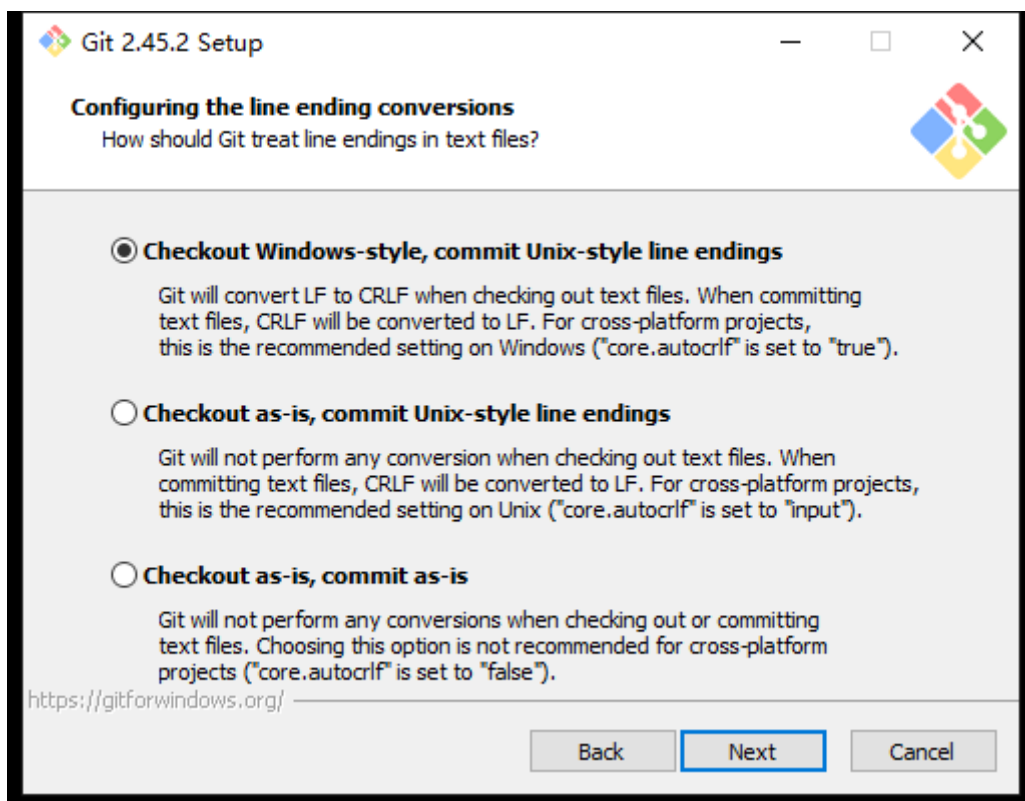 Git 2.45.2 Setup
Configuring the line ending conversions
How should Git treat line endings in text files?
Checkout Windows-style, commit Unix-style line endings
Git will convert LF to CRLF when checking out text files. When committing
text files, CRLF will be converted to LF. For cross-platform projects,
this is the recommended setting on Windows ("core.autocrlf" is set to "true").
Checkout as-is, commit Unix-style line endings
Git will not perform any conversion when checking out text files. When
committing text files, CRLF will be converted to LF. For cross-platform projects,
this is the recommended setting on Unix ("core.autocrlf" is set to "input").
Checkout as-is, commit as-is
Git will not perform any conversions when checking out or committing
text files. Choosing this option is not recommended for cross-platform
projects ("core.autocrlf" is set to "false").
https://gitforwindows.org/
Back
Next
Cancel